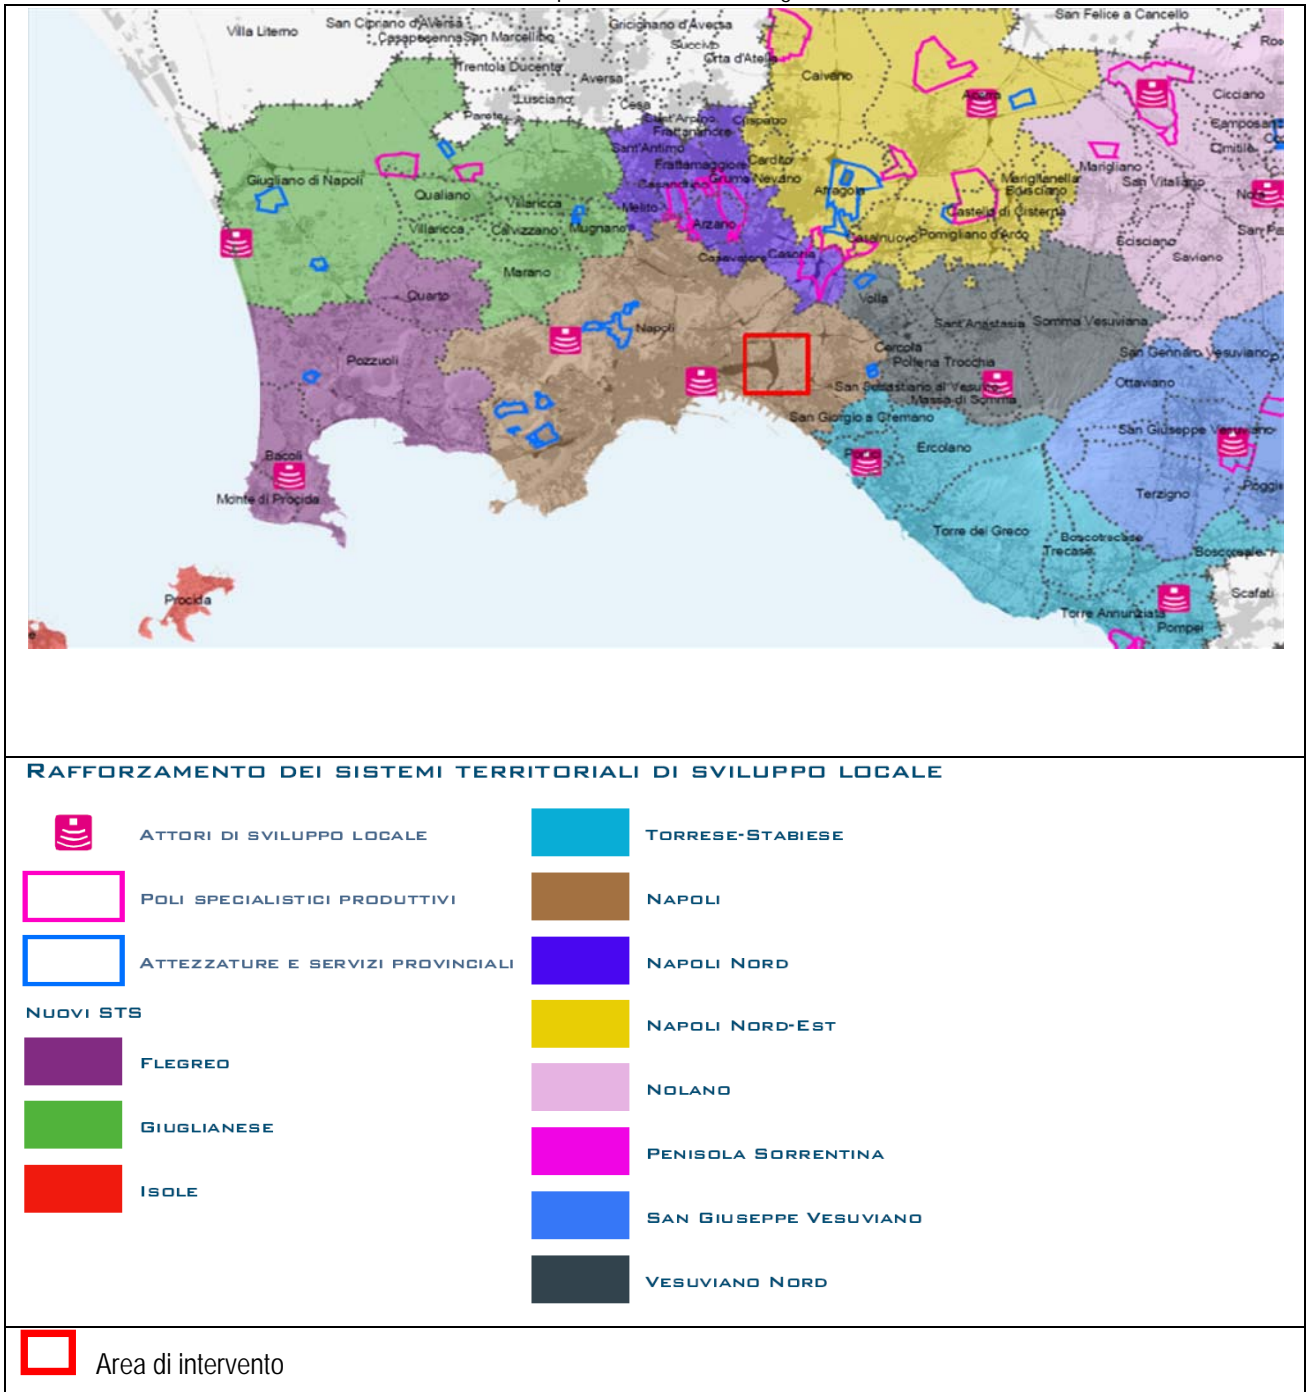 San Cipriano d'Aversa
Villa Literno
Casapesenna
San Marcellino
Gricignano d'Aversa
Succivo
Orta d'Atella
San Felice a Cancello
Trentola Ducenta
Aversa
Caivano
Lusciano
Cesa
Acerra
Cicciano
Parete
Sant'Arpino
Crispano
Frattaminore
Camposan
Sant'Antimo
Cimitile
Frattamaggiore
Cardito
Marigliano
Giugliano di Napoli
Casandrino
Grumo Nevano
Mariglianella
San Vitaliano
Qualiano
Afragola
Brusciano
Villaricca
Melito
Castello di Cisterna
Villaricca
Calvizzano
Mugnano
Arzano
Casalnuovo
Pomigliano d'Arco
Scisciano
San Pa
Casavatore
Casoria
Saviano
Marano
Quarto
Volla
Napoli
Sant'Anastasia
Somma Vesuviana
Cercola
San Gennaro Vesuviano
Pozzuoli
Pollena Trocchia
San Sebastiano al Vesuvio
Ottaviano
Massa di Somma
San Giorgio a Cremano
San Giuseppe Vesuviano
Bacoli
Portici
Ercolano
Monte di Procida
Terzigno
Poggio
Torre del Greco
Boscotrecase
Trecase
Boscoreale
Procida
Scafati
Torre Annunziata
Pompei
e
RAFFORZAMENTO DEI SISTEMI TERRITORIALI DI SVILUPPO LOCALE
ATTORI DI SVILUPPO LOCALE
POLI SPECIALISTICI PRODUTTIVI
ATTEZZATURE E SERVIZI PROVINCIALI
NUOVI STS
FLEGREO
GIUGLIANESE
ISOLE
TORRESE-STABIESE
NAPOLI
NAPOLI NORD
NAPOLI NORD-EST
NOLANO
PENISOLA SORRENTINA
SAN GIUSEPPE VESUVIANO
VESUVIANO NORD
Area di intervento